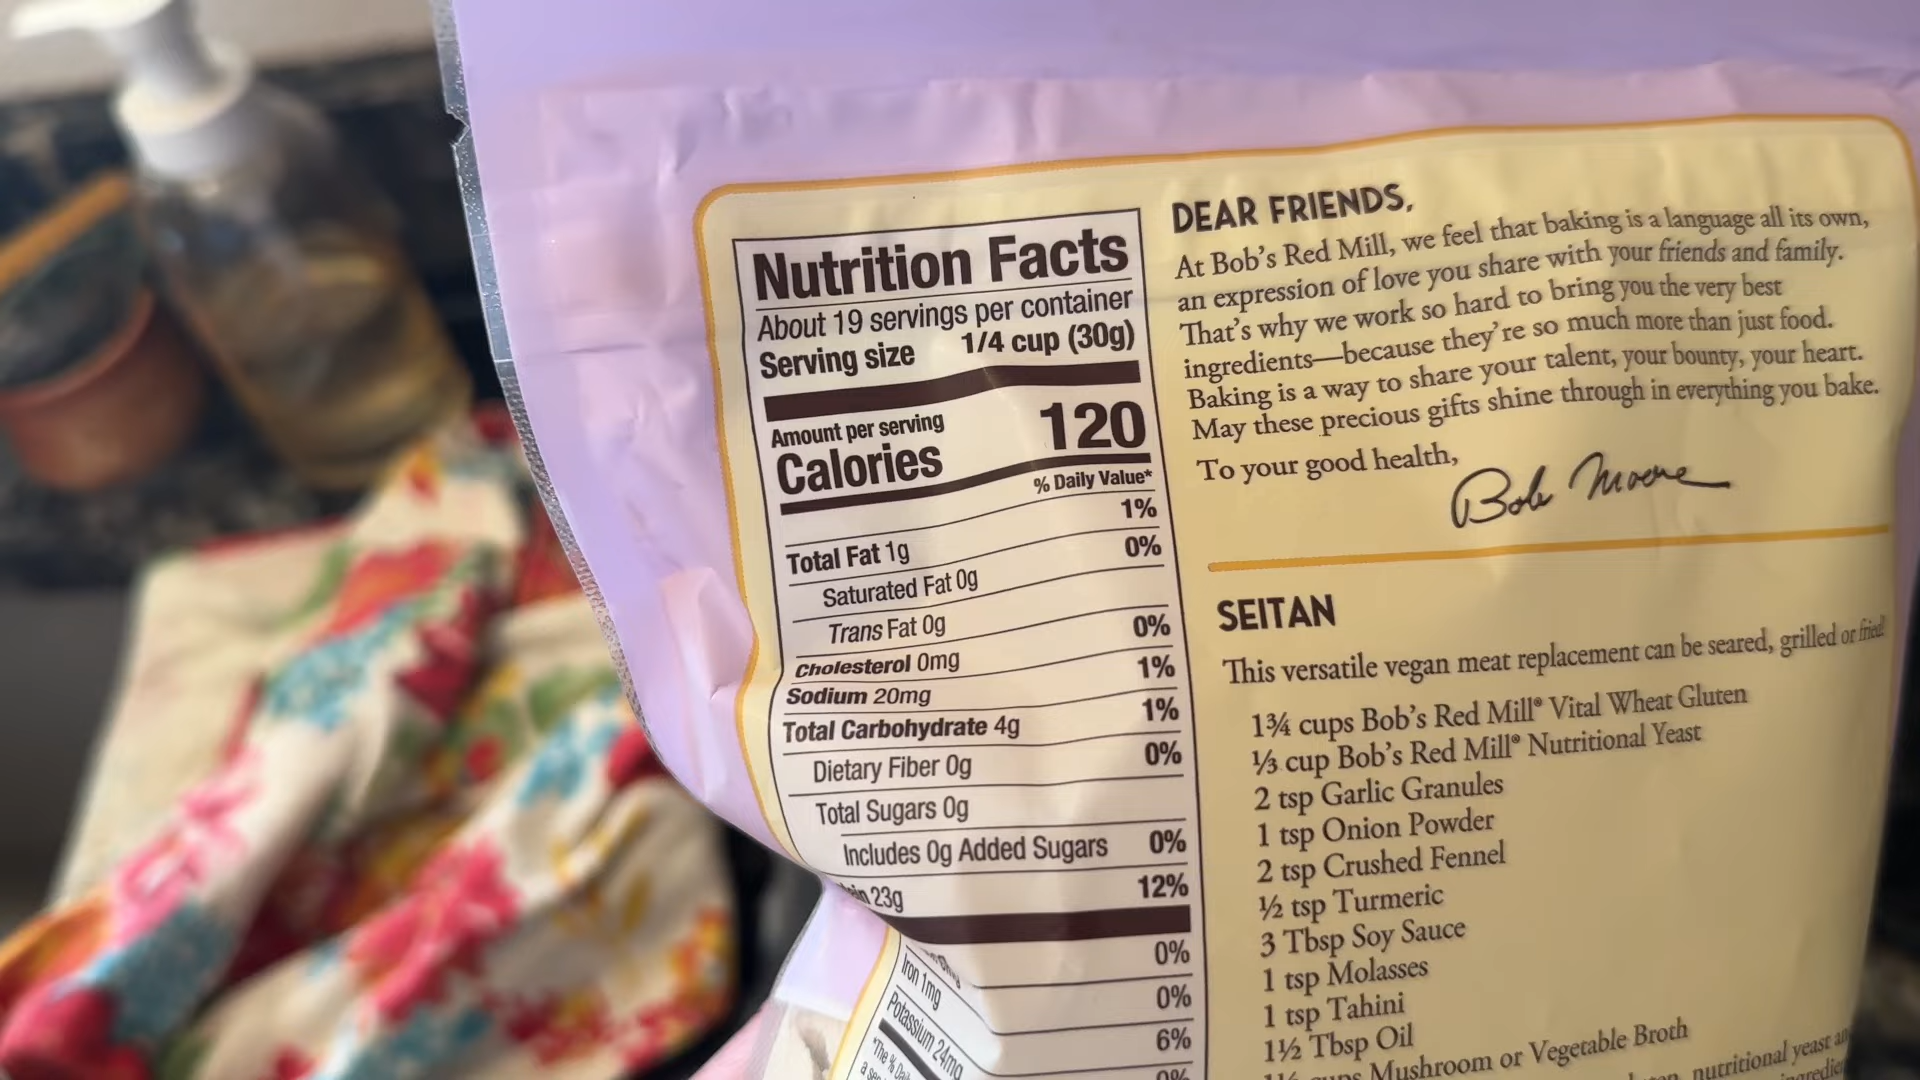 Nutrition Facts
About 19 servings per container
Serving size 1/4 cup (30g)
Amount per serving
Calories 120
% Daily Value*
Total Fat 1g 1%
Saturated Fat 0g 0%
Trans Fat 0g
Cholesterol 0mg 0%
Sodium 20mg 1%
Total Carbohydrate 4g 1%
Dietary Fiber 0g 0%
Total Sugars 0g
Includes 0g Added Sugars 0%
23g 12%
0%
Iron 1mg 0%
Potassium 24mg 6%
0%
*The %
DEAR FRIENDS,
At Bob's Red Mill, we feel that baking is a language all its own,
an expression of love you share with your friends and family.
That's why we work so hard to bring you the very best
ingredients—because they're so much more than just food.
Baking is a way to share your talent, your bounty, your heart.
May these precious gifts shine through in everything you bake.
To your good health,
Bob Moore
SEITAN
This versatile vegan meat replacement can be seared, grilled or fried!
1¾ cups Bob's Red Mill® Vital Wheat Gluten
⅓ cup Bob's Red Mill® Nutritional Yeast
2 tsp Garlic Granules
1 tsp Onion Powder
2 tsp Crushed Fennel
½ tsp Turmeric
3 Tbsp Soy Sauce
1 tsp Molasses
1 tsp Tahini
1½ Tbsp Oil
cups Mushroom or Vegetable Broth
nutritional yeast